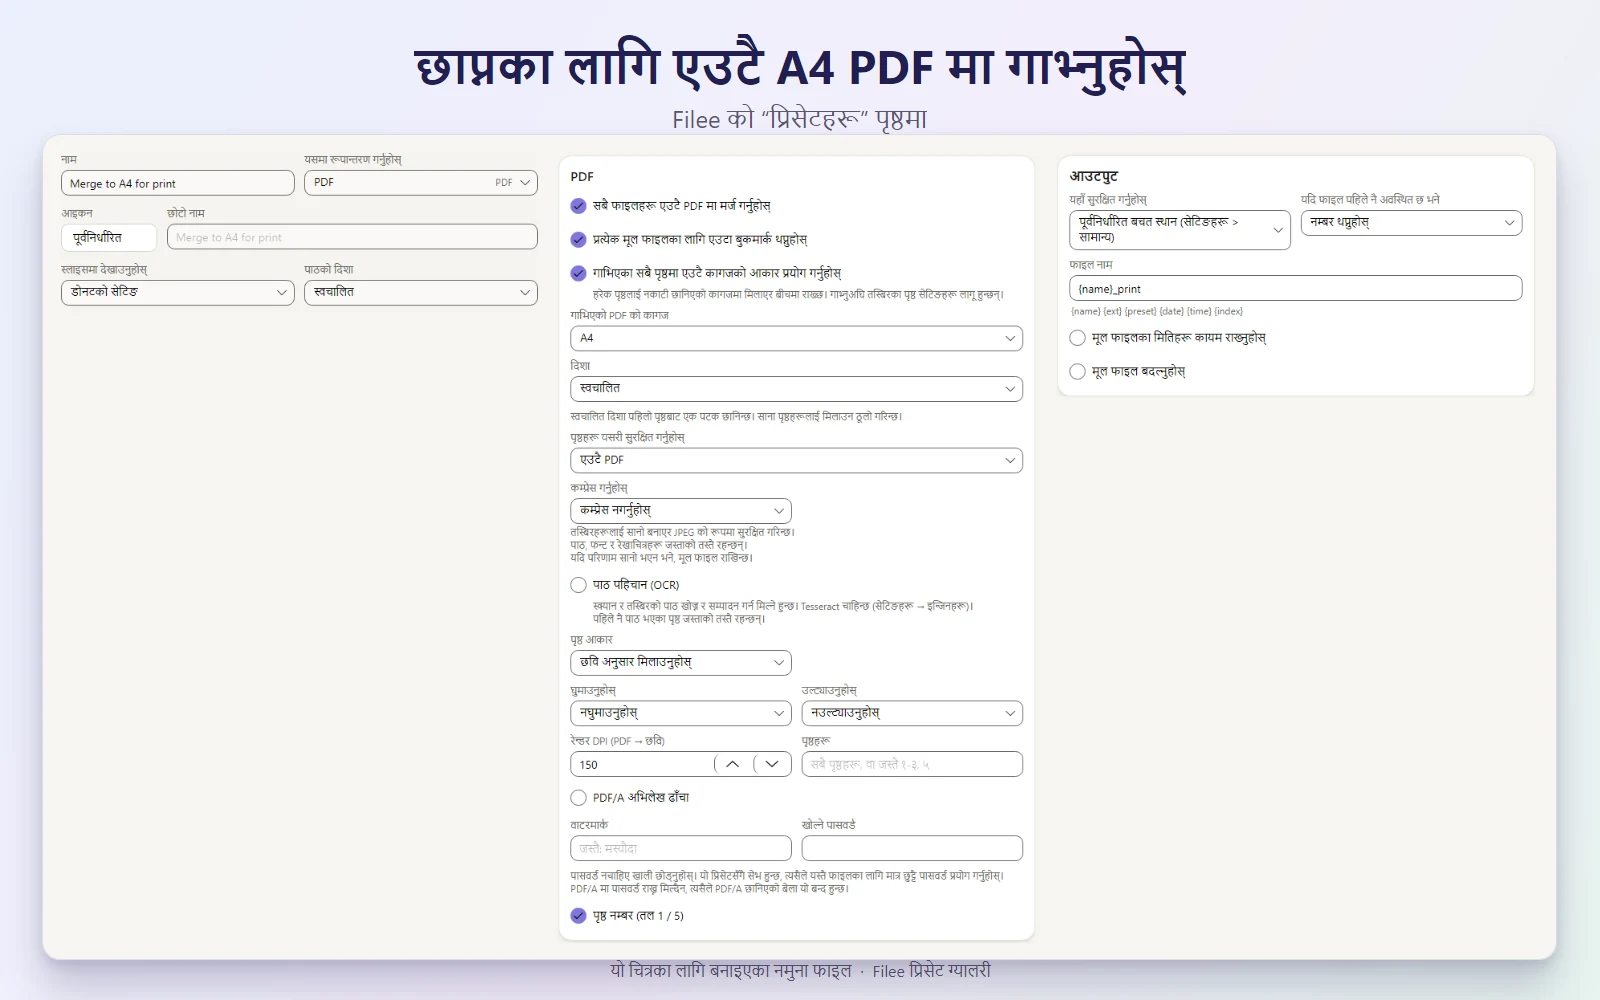 छाप्नका लागि एउटै A4 PDF मा गाभ्नुहोस्
Filee को “प्रिसेटहरू” पृष्ठमा
नाम
Merge to A4 for print
यसमा रूपान्तरण गर्नुहोस्
PDF PDF
आइकन
पूर्वनिर्धारित
छोटो नाम
Merge to A4 for print
स्लाइसमा देखाउनुहोस्
डोनटको सेटिङ
पाठको दिशा
स्वचालित
PDF
सबै फाइलहरू एउटै PDF मा मर्ज गर्नुहोस्
प्रत्येक मूल फाइलका लागि एउटा बुकमार्क थप्नुहोस्
गाभिएका सबै पृष्ठमा एउटै कागजको आकार प्रयोग गर्नुहोस्
हरेक पृष्ठलाई नकाटी छानिएको कागजमा मिलाएर बीचमा राख्छ। गाभ्नुअघि तस्बिरका पृष्ठ सेटिङहरू लागू हुन्छन्।
गाभिएको PDF को कागज
A4
दिशा
स्वचालित
स्वचालित दिशा पहिलो पृष्ठबाट एक पटक छानिन्छ। साना पृष्ठहरूलाई मिलाउन ठूलो गरिन्छ।
पृष्ठहरू यसरी सुरक्षित गर्नुहोस्
एउटै PDF
कम्प्रेस गर्नुहोस्
कम्प्रेस नगर्नुहोस्
तस्बिरहरूलाई सानो बनाएर JPEG को रूपमा सुरक्षित गरिन्छ।
पाठ, फन्ट र रेखाचित्रहरू जस्ताको तस्तै रहन्छन्।
यदि परिणाम सानो भएन भने, मूल फाइल राखिन्छ।
पाठ पहिचान (OCR)
स्क्यान र तस्बिरको पाठ खोज्न र सम्पादन गर्न मिल्ने हुन्छ। Tesseract चाहिन्छ (सेटिङहरू → इन्जिनहरू)।
पहिले नै पाठ भएका पृष्ठ जस्ताको तस्तै रहन्छन्।
पृष्ठ आकार
छवि अनुसार मिलाउनुहोस्
घुमाउनुहोस्
नघुमाउनुहोस्
उल्ट्याउनुहोस्
नउल्ट्याउनुहोस्
रेन्डर DPI (PDF → छवि)
150
पृष्ठहरू
सबै पृष्ठहरू, वा जस्तै १-३, ५
PDF/A अभिलेख ढाँचा
वाटरमार्क
जस्तै: मस्यौदा
खोल्ने पासवर्ड
पासवर्ड नचाहिए खाली छोड्नुहोस्। यो प्रिसेटसँगै सेभ हुन्छ, त्यसैले यस्तै फाइलका लागि मात्र छुट्टै पासवर्ड प्रयोग गर्नुहोस्।
PDF/A मा पासवर्ड राख्न मिल्दैन, त्यसैले PDF/A छानिएको बेला यो बन्द हुन्छ।
पृष्ठ नम्बर (तल 1 / 5)
आउटपुट
यहाँ सुरक्षित गर्नुहोस्
पूर्वनिर्धारित बचत स्थान (सेटिङहरू >
सामान्य)
यदि फाइल पहिले नै अवस्थित छ भने
नम्बर थप्नुहोस्
फाइल नाम
{name}_print
{name} {ext} {preset} {date} {time} {index}
मूल फाइलका मितिहरू कायम राख्नुहोस्
मूल फाइल बदल्नुहोस्
यो चित्रका लागि बनाइएका नमुना फाइल · Filee प्रिसेट ग्यालरी